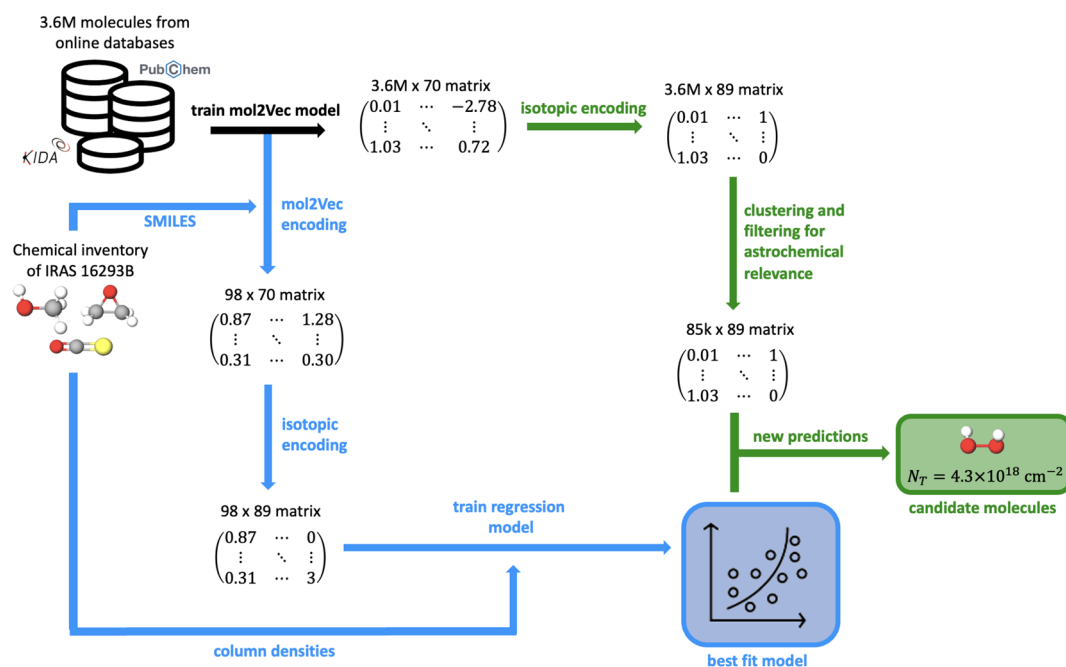 3.6M molecules from
online databases
PubChem
KIDA
train mol2Vec model
3.6M x 70 matrix
0.01 ⋯ −2.78
⋮ ⋱ ⋮
1.03 ⋯ 0.72
isotopic encoding
3.6M x 89 matrix
0.01 ⋯ 1
⋮ ⋱ ⋮
1.03 ⋯ 0
SMILES
mol2Vec
encoding
clustering and
filtering for
astrochemical
relevance
Chemical inventory
of IRAS 16293B
98 x 70 matrix
0.87 ⋯ 1.28
⋮ ⋱ ⋮
0.31 ⋯ 0.30
85k x 89 matrix
0.01 ⋯ 1
⋮ ⋱ ⋮
1.03 ⋯ 0
isotopic
encoding
new predictions
N_T = 4.3×10^18 cm^−2
candidate molecules
98 x 89 matrix
0.87 ⋯ 0
⋮ ⋱ ⋮
0.31 ⋯ 3
train regression
model
column densities
best fit model